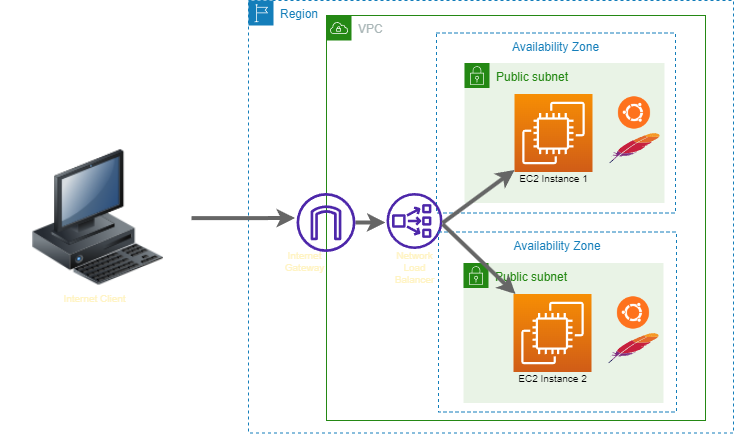 Region
VPC
Availability Zone
Public subnet
EC2 Instance 1
Internet
Gateway
Network
Load
Balancer
Internet Client
Availability Zone
Public subnet
EC2 Instance 2